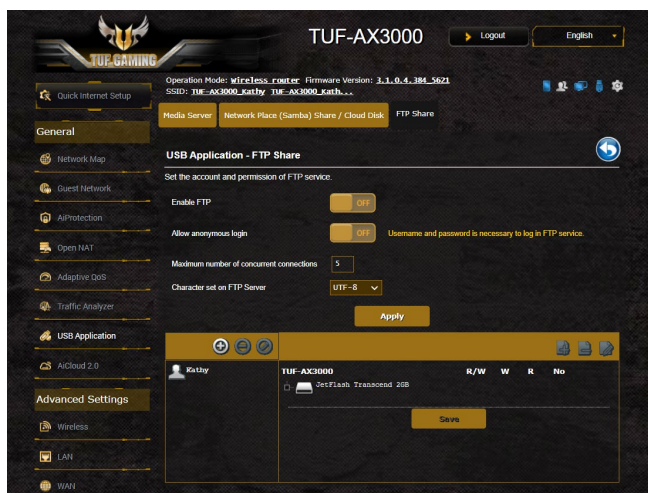 TUF GAMING
TUF-AX3000
Logout
English
Quick Internet Setup
General
Network Map
Guest Network
AiProtection
Open NAT
Adaptive QoS
Traffic Analyzer
USB Application
AiCloud 2.0
Advanced Settings
Wireless
LAN
WAN
Operation Mode: Wireless router Firmware Version: 3.1.0.4.384_5621
SSID: TUF-AX3000_Kathy TUF-AX3000_Kath...
Media Server Network Place (Samba) Share / Cloud Disk FTP Share
USB Application - FTP Share
Set the account and permission of FTP service.
Enable FTP OFF
Allow anonymous login OFF Username and password is necessary to log in FTP service.
Maximum number of concurrent connections 5
Character set on FTP Server UTF-8
Apply
Kathy
TUF-AX3000 R/W W R No
JetFlash Transcend 2GB
Save